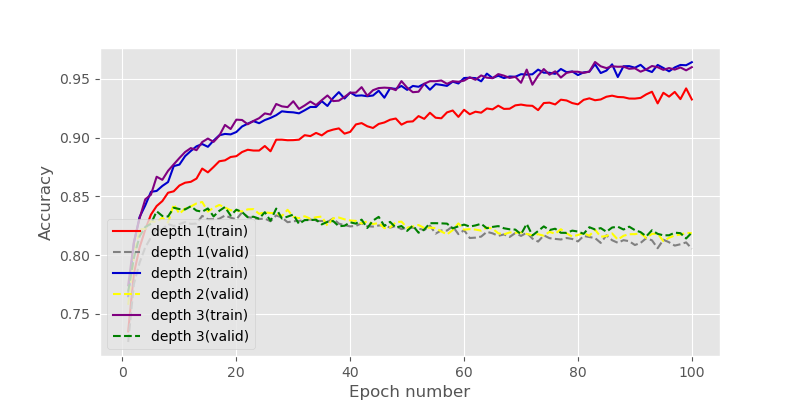 0.95
0.90
0.85
0.80
0.75
Accuracy
depth 1(train)
depth 1(valid)
depth 2(train)
depth 2(valid)
depth 3(train)
depth 3(valid)
0 20 40 60 80 100
Epoch number